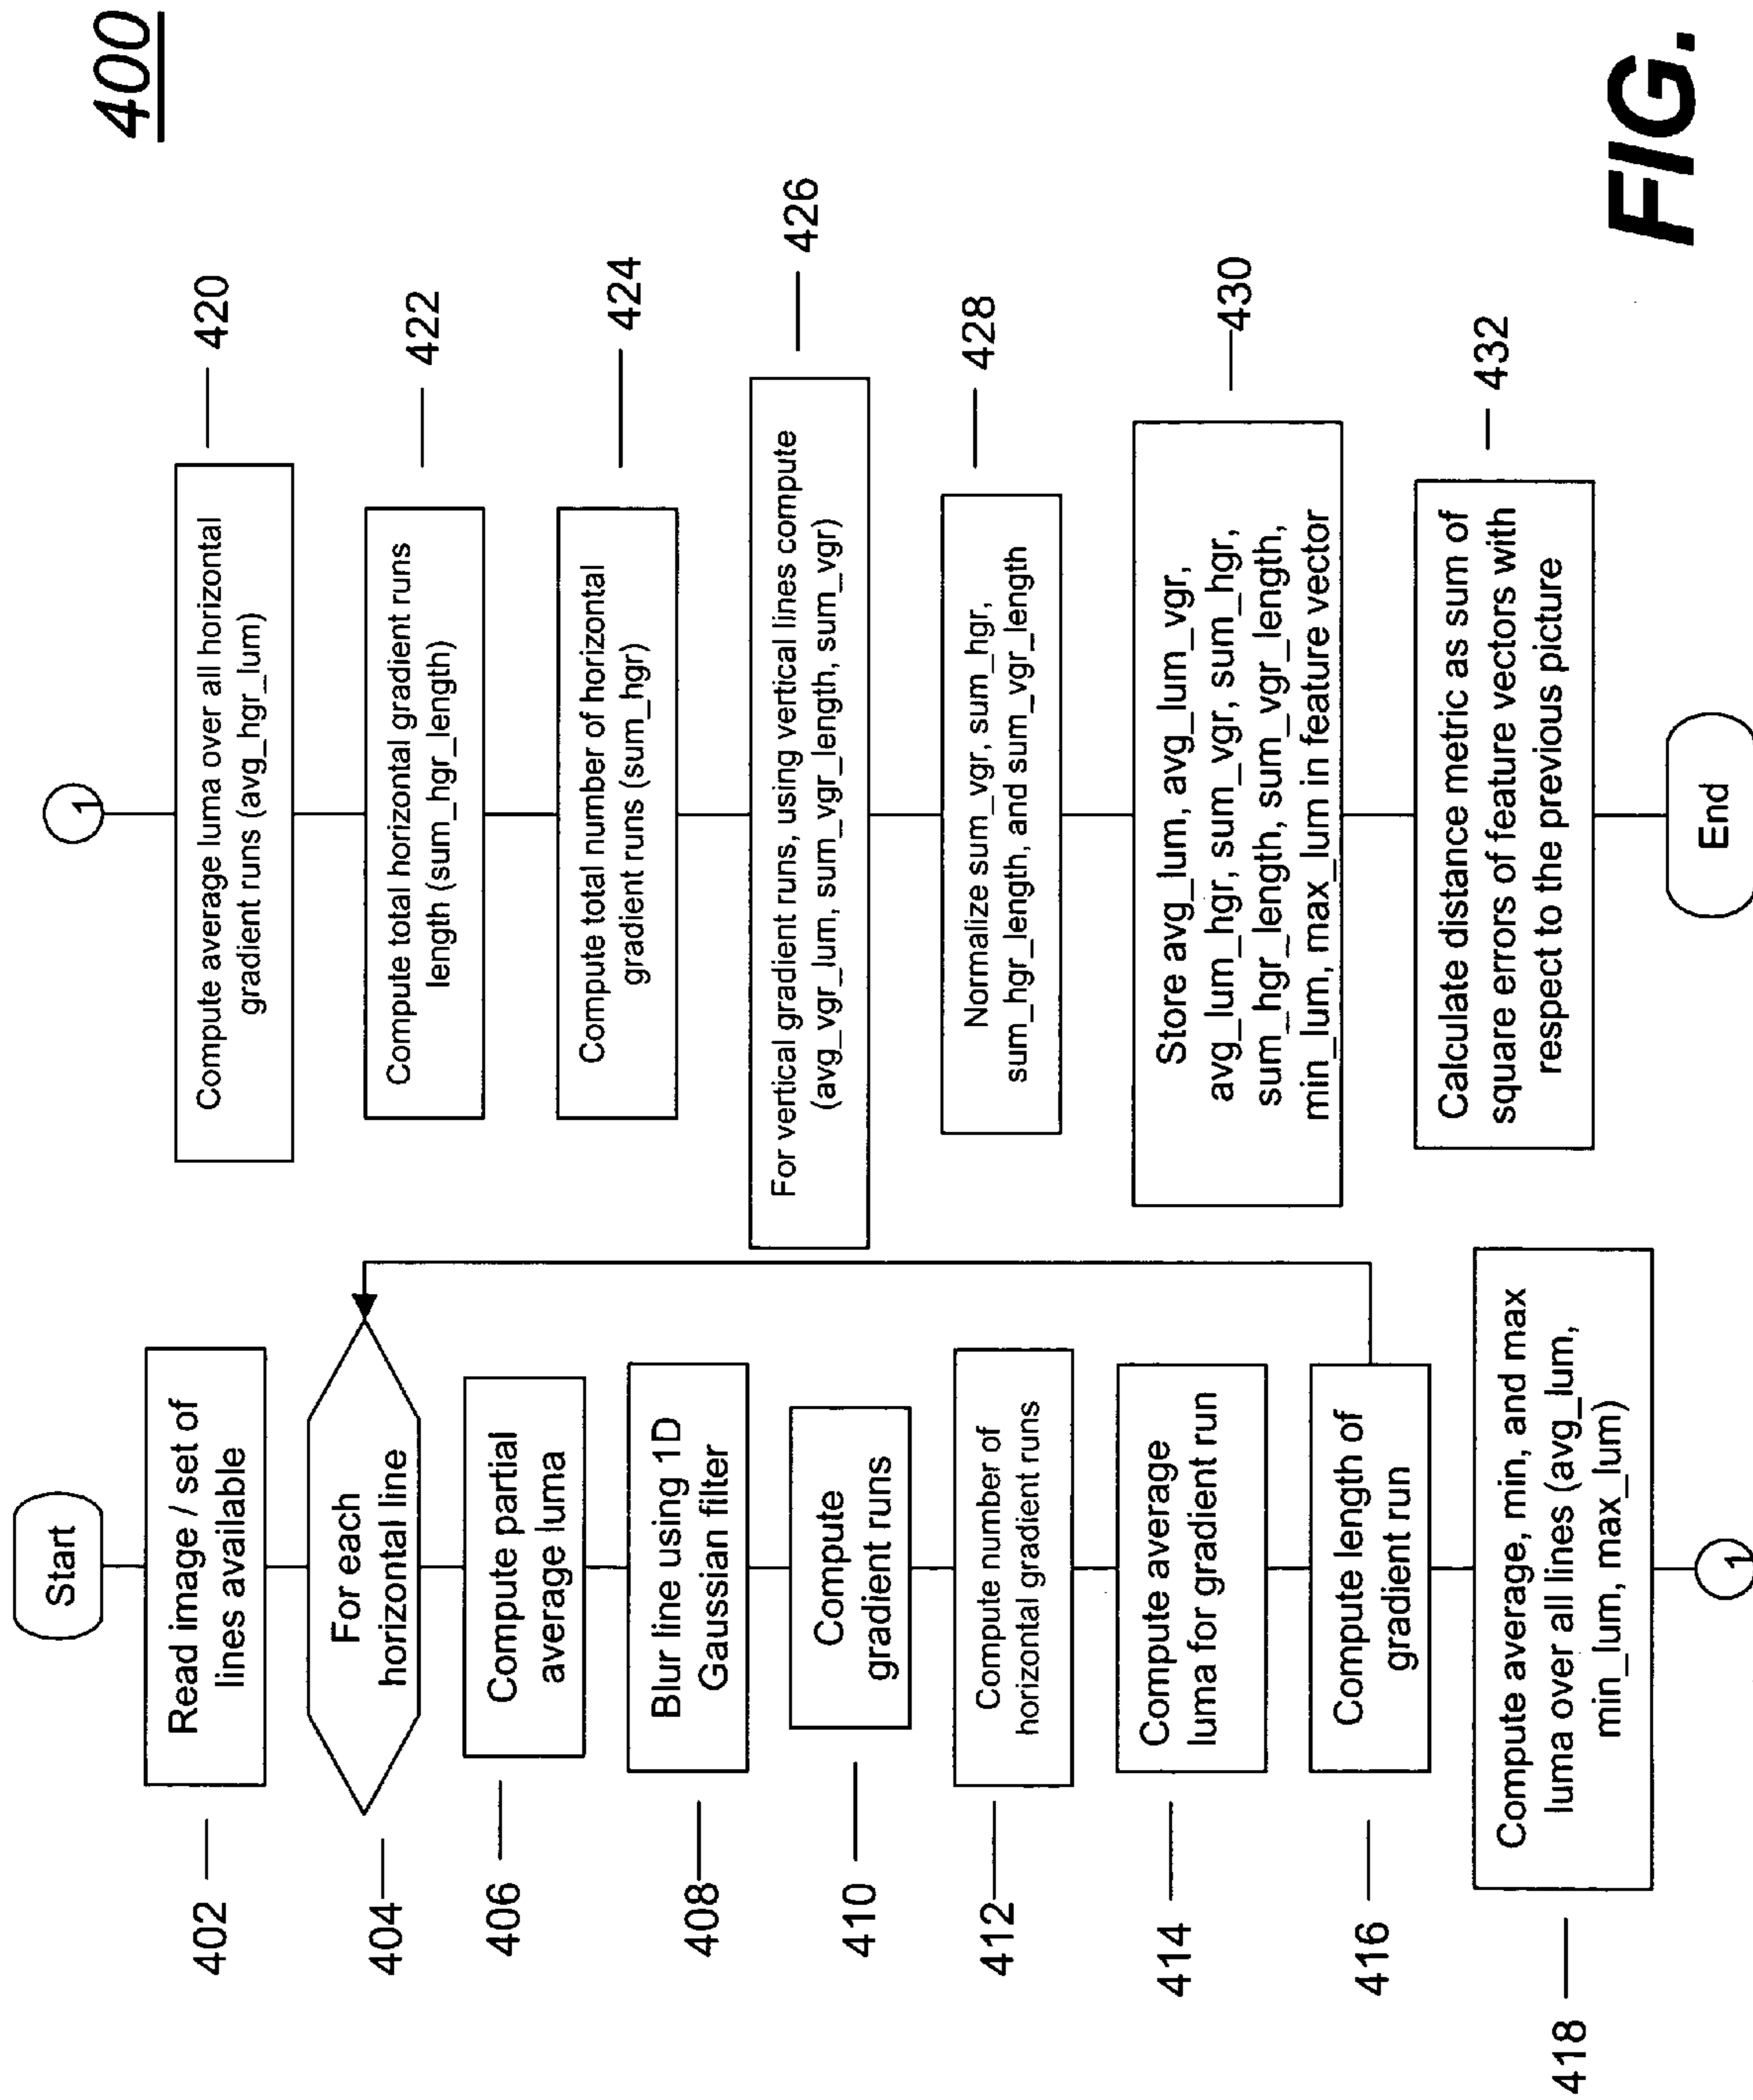 400
Start
402
Read image / set of
lines available
404
For each
horizontal line
406
Compute partial
average luma
408
Blur line using 1D
Gaussian filter
410
Compute
gradient runs
412
Compute number of
horizontal gradient runs
414
Compute average
luma for gradient run
416
Compute length of
gradient run
418
Compute average, min, and max
luma over all lines (avg_lum,
min_lum, max_lum)
1
1
Compute average luma over all horizontal
gradient runs (avg_hgr_lum)
420
Compute total horizontal gradient runs
length (sum_hgr_length)
422
Compute total number of horizontal
gradient runs (sum_hgr)
424
For vertical gradient runs, using vertical lines compute
(avg_vgr_lum, sum_vgr_length, sum_vgr)
426
Normalize sum_vgr, sum_hgr,
sum_hgr_length, and sum_vgr_length
428
Store avg_lum, avg_lum_vgr,
avg_lum_hgr, sum_vgr, sum_hgr,
sum_hgr_length, sum_vgr_length,
min_lum, max_lum in feature vector
430
Calculate distance metric as sum of
square errors of feature vectors with
respect to the previous picture
432
End
FIG.